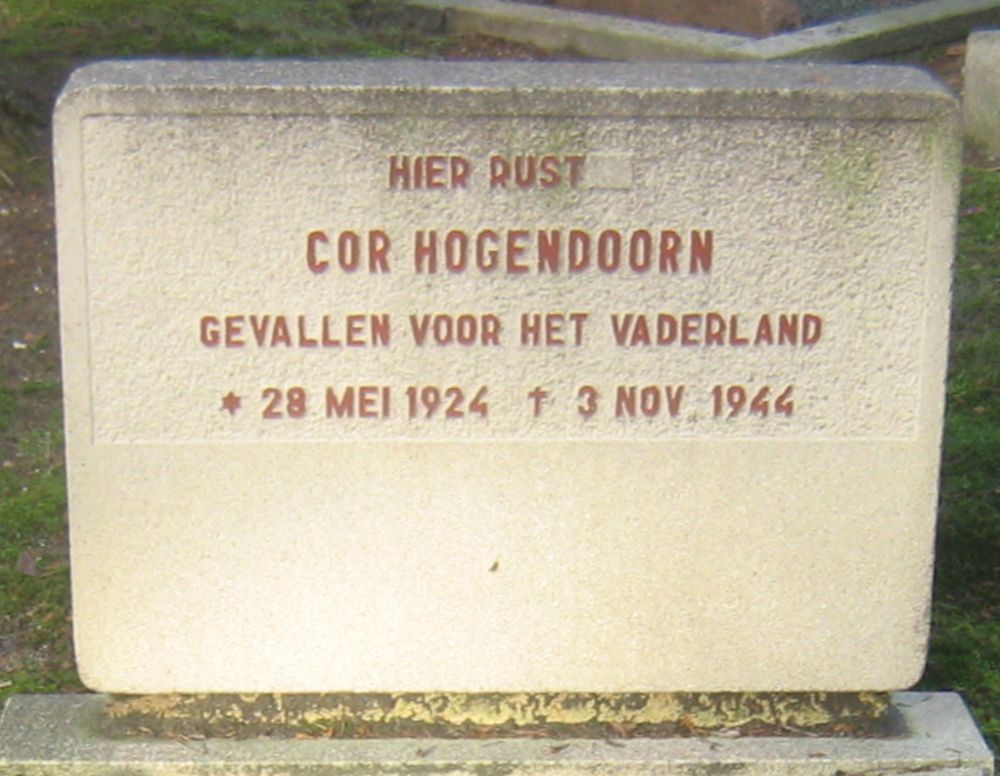 HIER RUST
COR HOGENDOORN
GEVALLEN VOOR HET VADERLAND
* 28 MEI 1924 † 3 NOV 1944